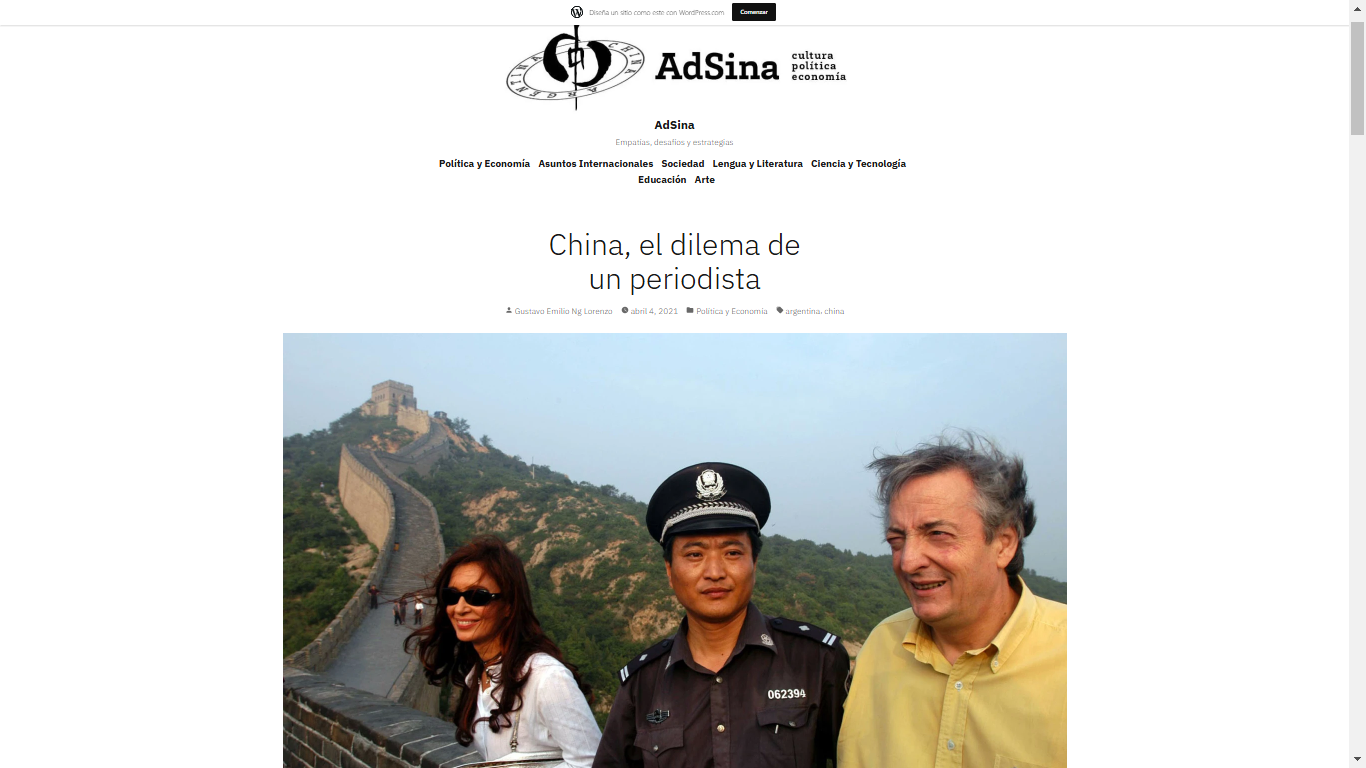 Diseña un sitio como este con WordPress.com
Comenzar
ARGENTINA CHINA
AdSina
cultura
política
economía
AdSina
Empatías, desafíos y estrategias
Política y Economía Asuntos Internacionales Sociedad Lengua y Literatura Ciencia y Tecnología
Educación Arte
China, el dilema de
un periodista
Gustavo Emilio Ng Lorenzo abril 4, 2021 Política y Economía argentina, china
062394